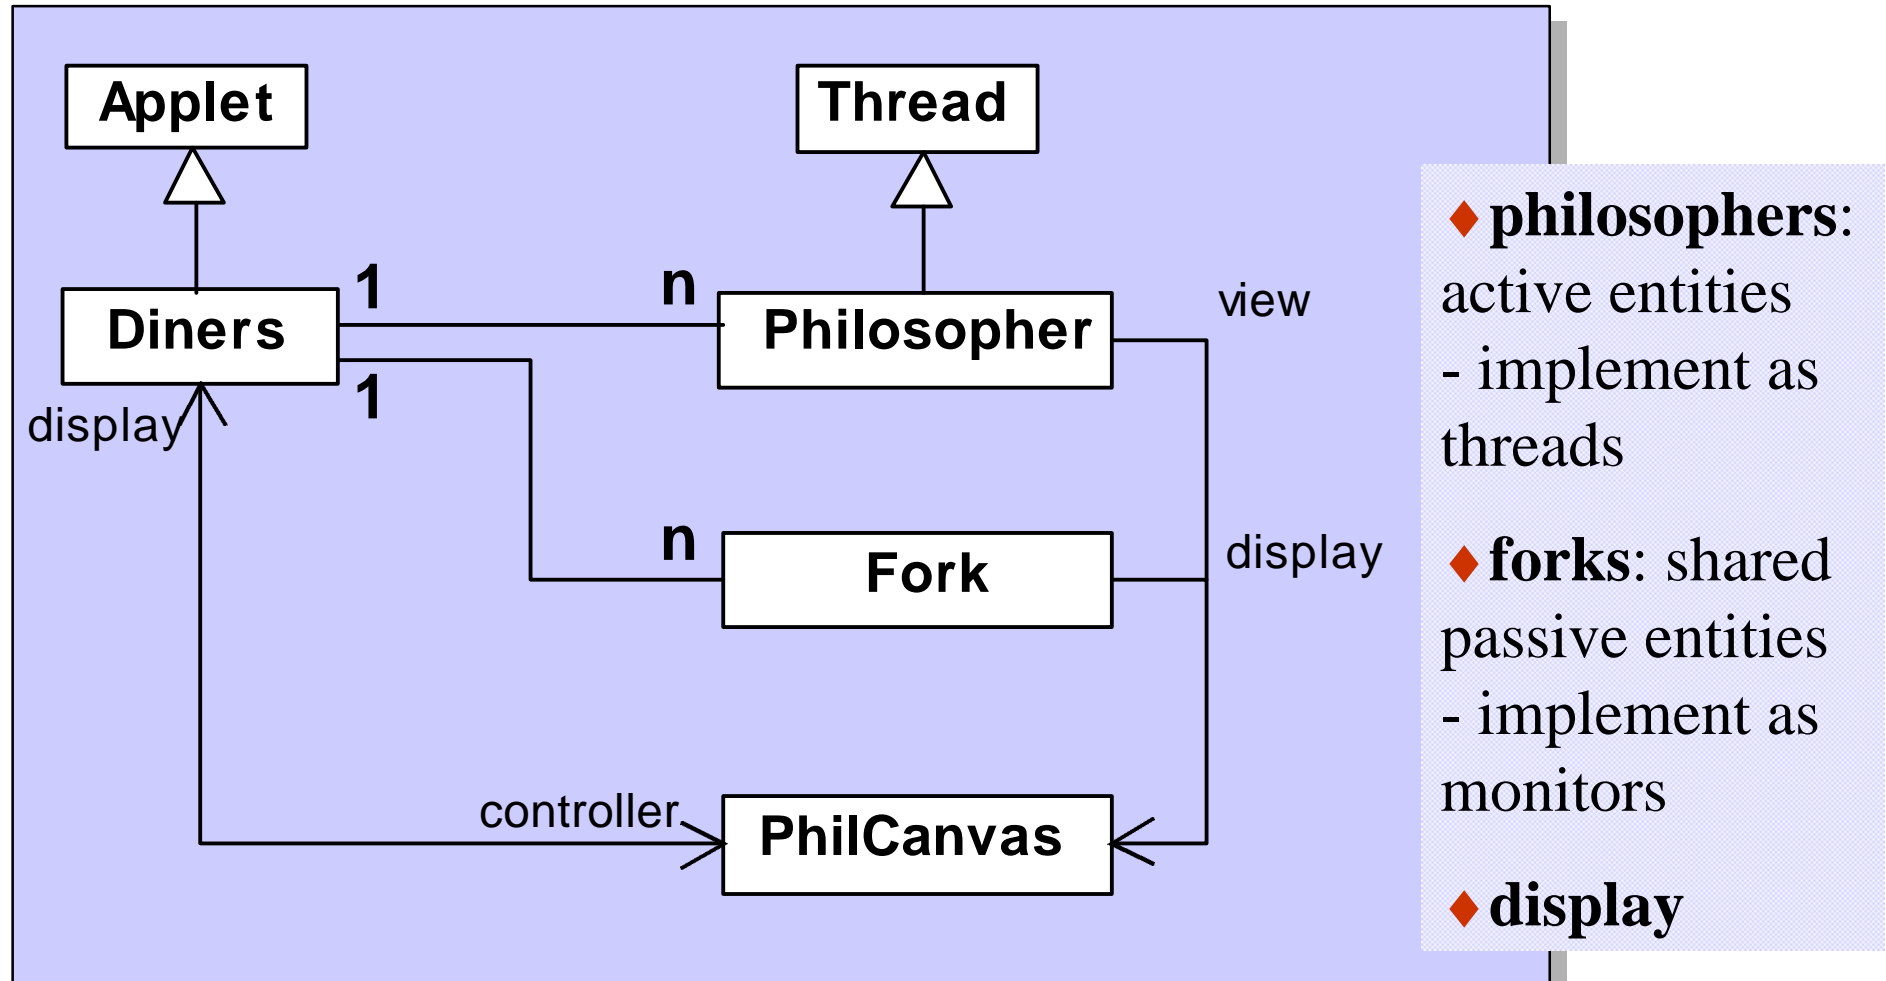 Applet
Thread
1
n
view
Diners
Philosopher
1
display
n
display
Fork
controller
PhilCanvas
♦ philosophers:
active entities
- implement as
threads
♦ forks: shared
passive entities
- implement as
monitors
♦ display